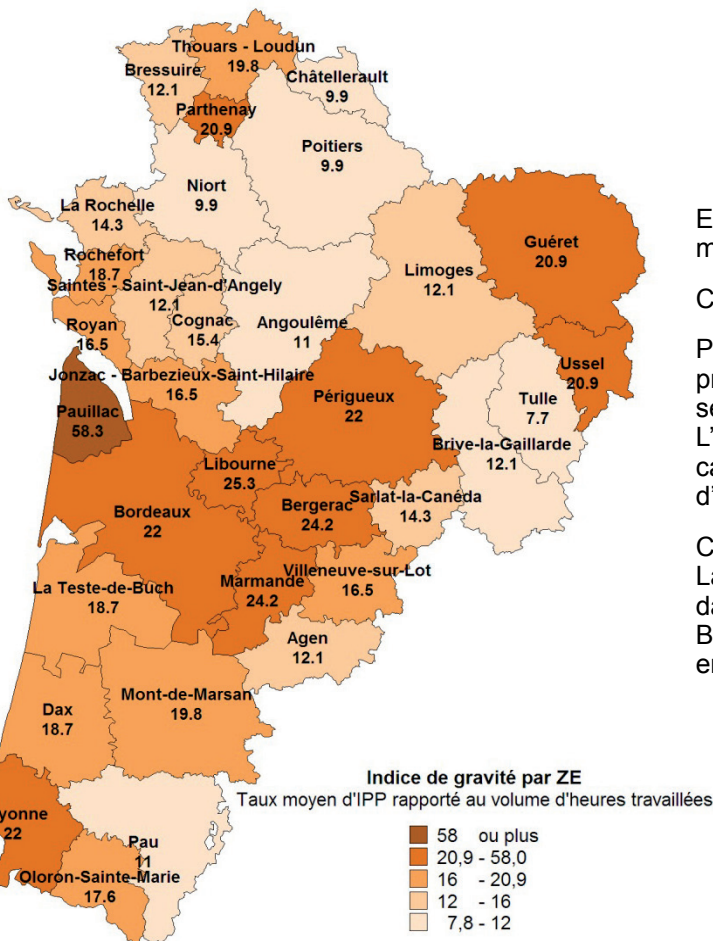 Thouars - Loudun
19.8
Bressuire
12.1
Châtellerault
9.9
Parthenay
20.9
Poitiers
9.9
Niort
9.9
La Rochelle
14.3
Guéret
20.9
Rochefort
18.7
Limoges
12.1
Saintes - Saint-Jean-d'Angely
12.1
Cognac
15.4
Royan
16.5
Angoulême
11
Jonzac - Barbezieux-Saint-Hilaire
16.5
Ussel
20.9
Pauillac
58.3
Périgueux
22
Tulle
7.7
Brive-la-Gaillarde
12.1
Libourne
25.3
Bordeaux
22
Bergerac
24.2
Sarlat-la-Canéda
14.3
La Teste-de-Buch
18.7
Marmande
24.2
Villeneuve-sur-Lot
16.5
Agen
12.1
Mont-de-Marsan
19.8
Dax
18.7
yonne
22
Pau
11
Oloron-Sainte-Marie
17.6
Indice de gravité par ZE
Taux moyen d'IPP rapporté au volume d'heures travaillées
58 ou plus
20,9 - 58,0
16 - 20,9
12 - 16
7,8 - 12
E
m
C
P
pr
se
L'
ca
d'
C
La
da
B
er